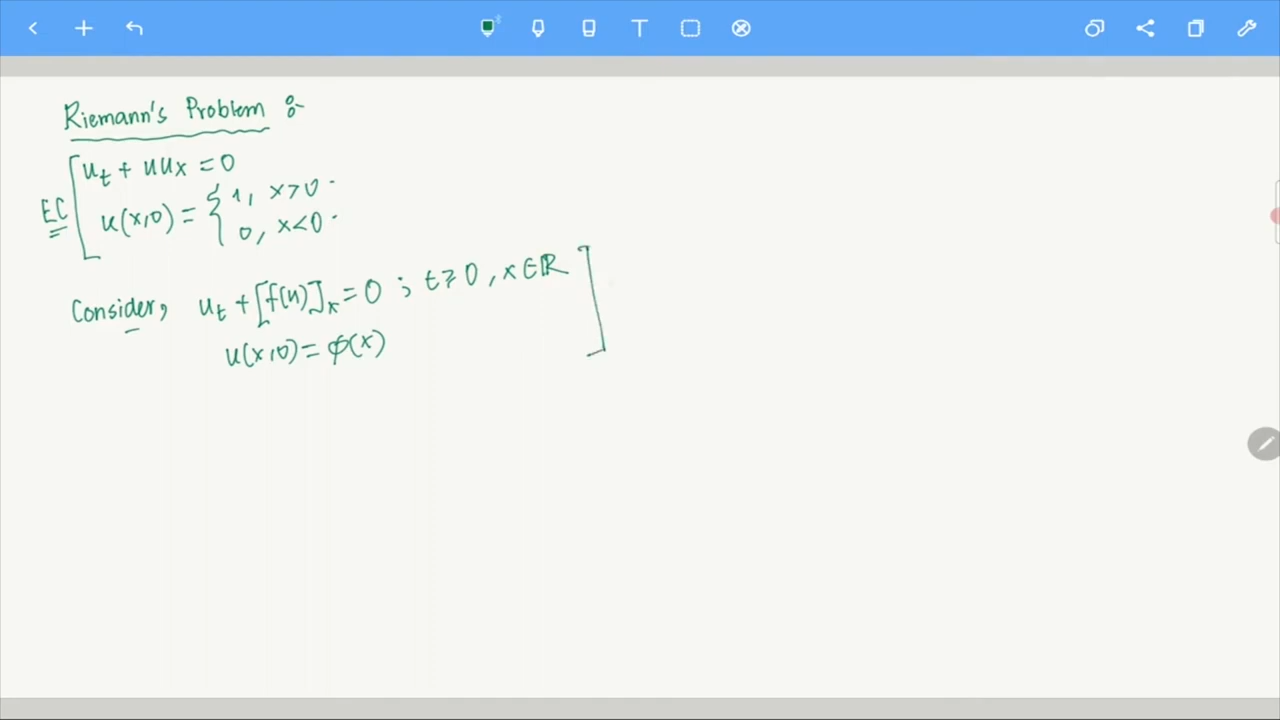 Riemann's Problem :-
EC [ u_t + uu_x = 0
u(x,0) = { 1, x>0
0, x<0
Consider, u_t + [f(u)]_x = 0 ; t ≥ 0, x ∈ ℝ ]
u(x,0) = φ(x)
T